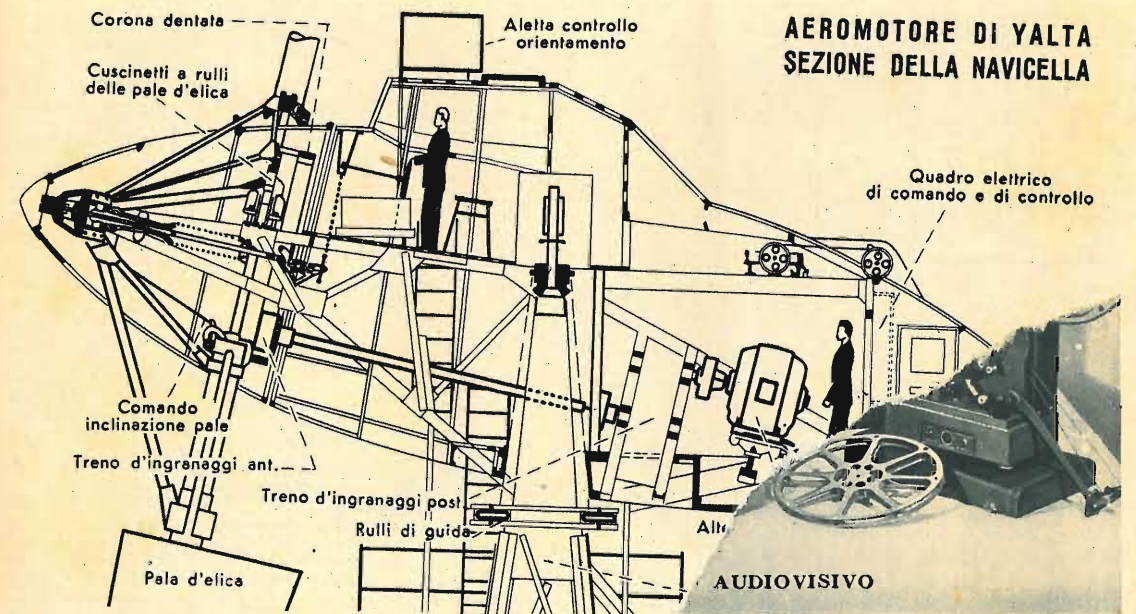 Corona dentata
Aletta controllo
orientamento
AEROMOTORE DI YALTA
SEZIONE DELLA NAVICELLA
Cuscinetti a rulli
delle pale d'elica
Quadro elettrico
di comando e di controllo
Comando
inclinazione pale
Treno d'ingranaggi ant.
Treno d'ingranaggi post.
Rulli di guida
Alt
Pala d'elica
AUDIOVISIVO